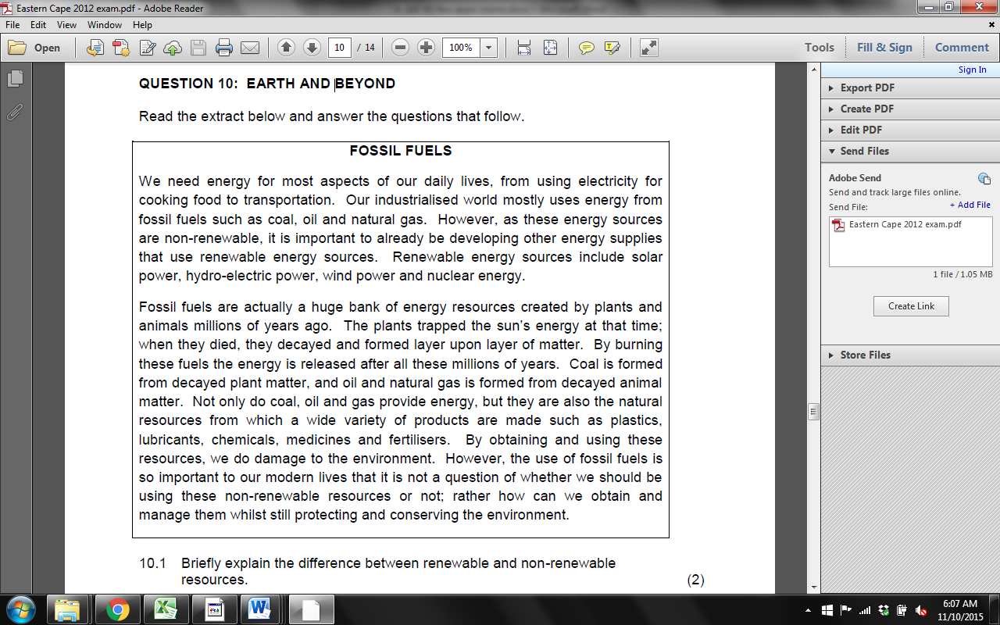 Eastern Cape 2012 exam.pdf - Adobe Reader
File Edit View Window Help
Open 10 / 14 100% Tools Fill & Sign Comment
Sign In
Export PDF
Create PDF
Edit PDF
Send Files
Adobe Send
Send and track large files online.
Send File:
+ Add File
Eastern Cape 2012 exam.pdf
1 file / 1.05 MB
Create Link
Store Files
QUESTION 10: EARTH AND BEYOND
Read the extract below and answer the questions that follow.
FOSSIL FUELS
We need energy for most aspects of our daily lives, from using electricity for
cooking food to transportation. Our industrialised world mostly uses energy from
fossil fuels such as coal, oil and natural gas. However, as these energy sources
are non-renewable, it is important to already be developing other energy supplies
that use renewable energy sources. Renewable energy sources include solar
power, hydro-electric power, wind power and nuclear energy.
Fossil fuels are actually a huge bank of energy resources created by plants and
animals millions of years ago. The plants trapped the sun's energy at that time;
when they died, they decayed and formed layer upon layer of matter. By burning
these fuels the energy is released after all these millions of years. Coal is formed
from decayed plant matter, and oil and natural gas is formed from decayed animal
matter. Not only do coal, oil and gas provide energy, but they are also the natural
resources from which a wide variety of products are made such as plastics,
lubricants, chemicals, medicines and fertilisers. By obtaining and using these
resources, we do damage to the environment. However, the use of fossil fuels is
so important to our modern lives that it is not a question of whether we should be
using these non-renewable resources or not; rather how can we obtain and
manage them whilst still protecting and conserving the environment.
10.1 Briefly explain the difference between renewable and non-renewable
resources. (2)
6:07 AM
11/10/2015